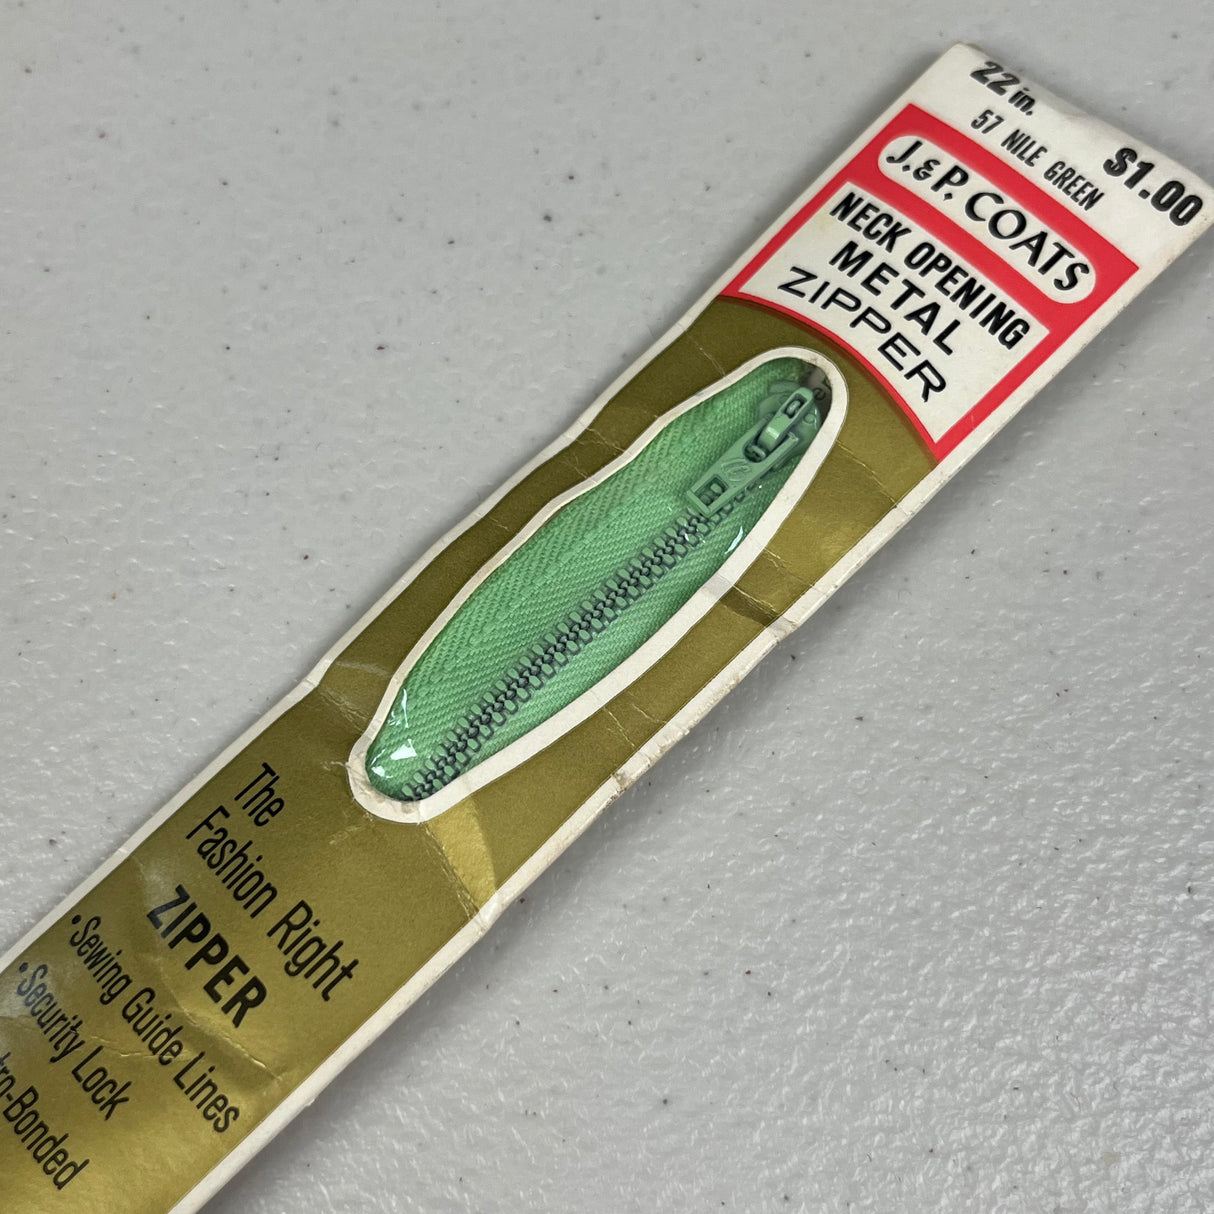 22 in.
57 NILE GREEN
$1.00
J. & P. COATS
NECK OPENING
METAL
ZIPPER
The
Fashion Right
ZIPPER
•Sewing Guide Lines
•Security Lock
-Bonded